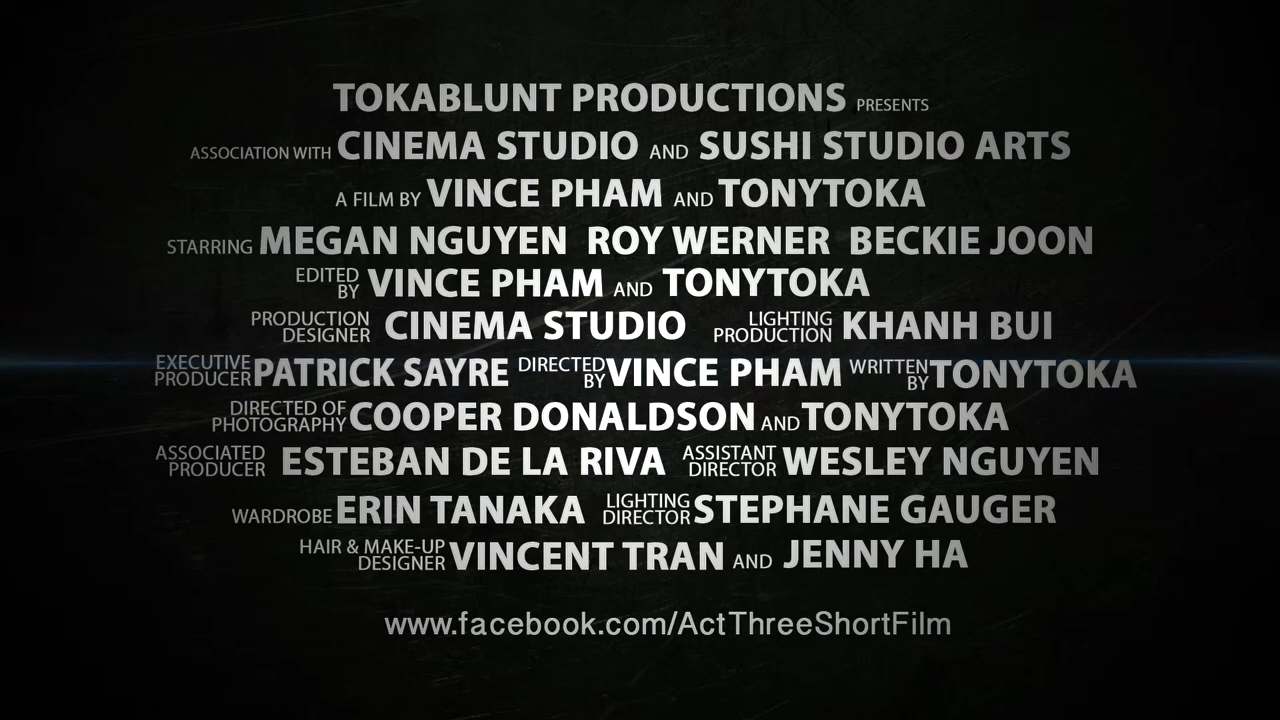 TOKABLUNT PRODUCTIONS PRESENTS
ASSOCIATION WITH CINEMA STUDIO AND SUSHI STUDIO ARTS
A FILM BY VINCE PHAM AND TONYTOKA
STARRING MEGAN NGUYEN ROY WERNER BECKIE JOON
EDITED BY VINCE PHAM AND TONYTOKA
PRODUCTION DESIGNER CINEMA STUDIO LIGHTING PRODUCTION KHANH BUI
EXECUTIVE PRODUCER PATRICK SAYRE DIRECTED BY VINCE PHAM WRITTEN BY TONYTOKA
DIRECTED OF PHOTOGRAPHY COOPER DONALDSON AND TONYTOKA
ASSOCIATED PRODUCER ESTEBAN DE LA RIVA ASSISTANT DIRECTOR WESLEY NGUYEN
WARDROBE ERIN TANAKA LIGHTING DIRECTOR STEPHANE GAUGER
HAIR & MAKE-UP DESIGNER VINCENT TRAN AND JENNY HA
www.facebook.com/ActThreeShortFilm